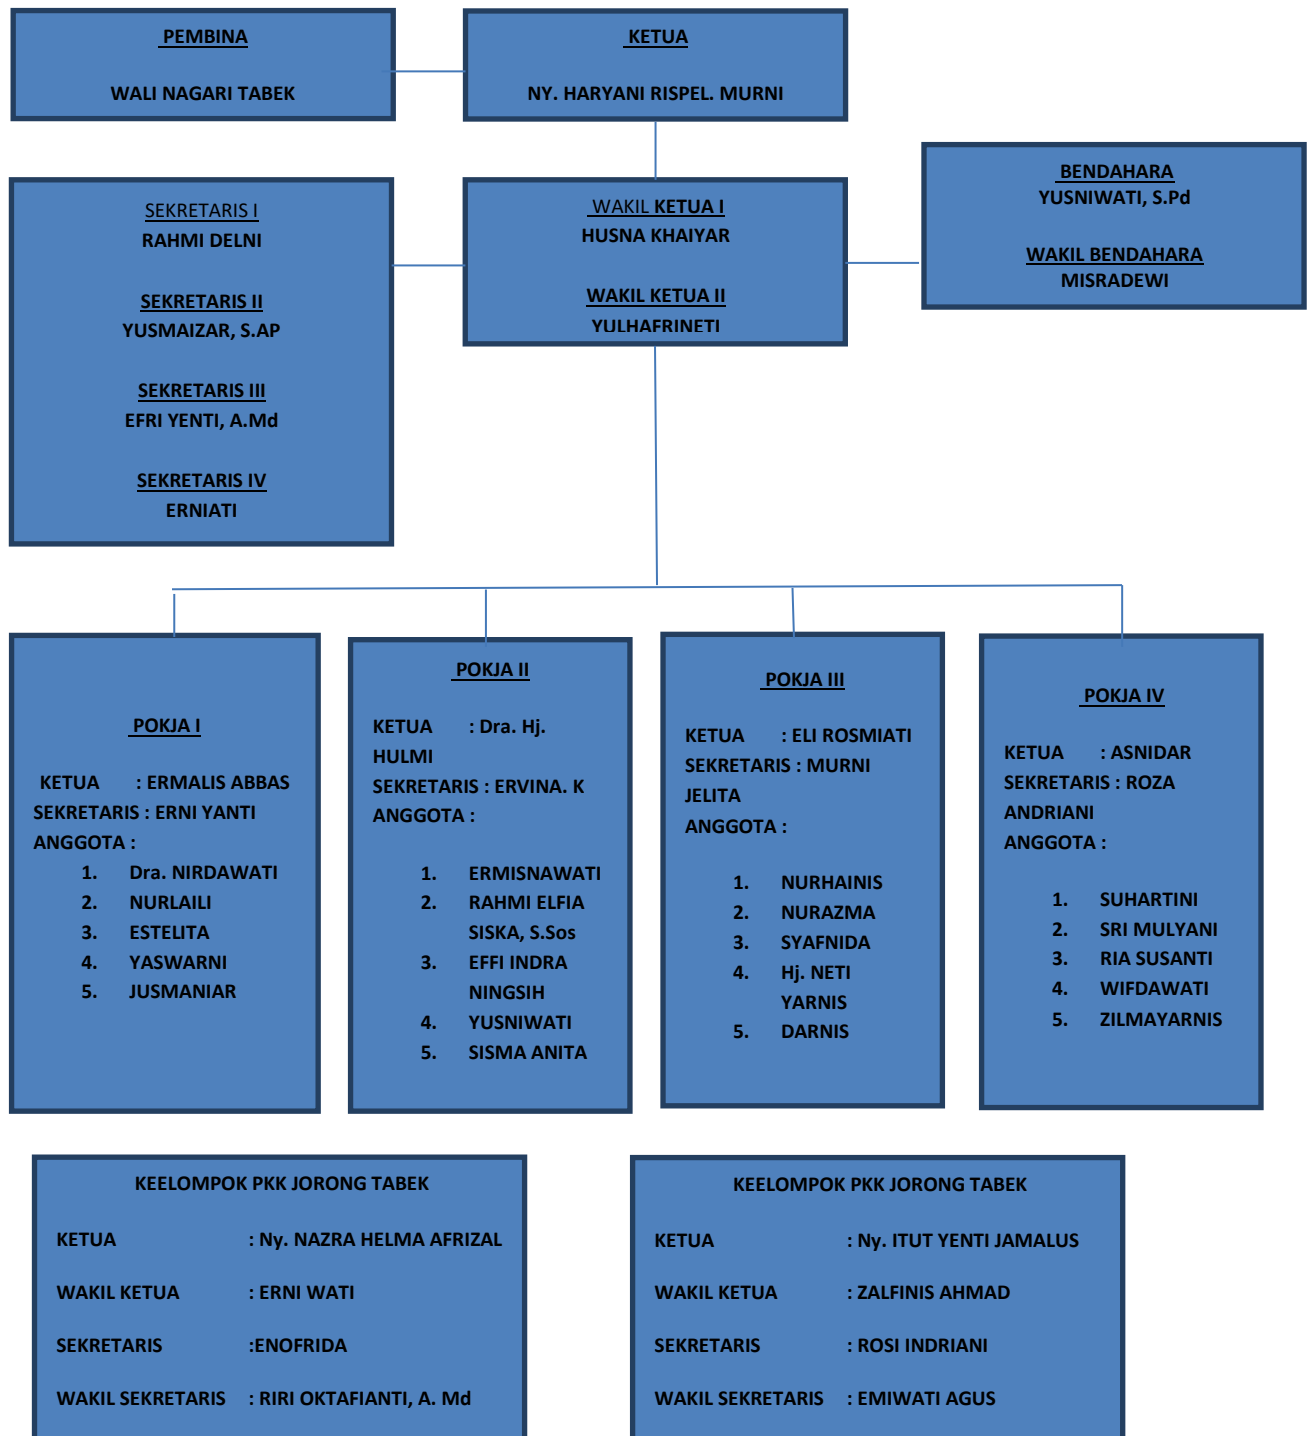 PEMBINA
WALI NAGARI TABEK
KETUA
NY. HARYANI RISPEL. MURNI
SEKRETARIS I
RAHMI DELNI
SEKRETARIS II
YUSMAIZAR, S.AP
SEKRETARIS III
EFRI YENTI, A.Md
SEKRETARIS IV
ERNIATI
WAKIL KETUA I
HUSNA KHAIYAR
WAKIL KETUA II
YULHAFRINETI
BENDAHARA
YUSNIWATI, S.Pd
WAKIL BENDAHARA
MISRADEWI
POKJA I
KETUA : ERMALIS ABBAS
SEKRETARIS : ERNI YANTI
ANGGOTA :
1. Dra. NIRDAWATI
2. NURLAILI
3. ESTELITA
4. YASWARNI
5. JUSMANIAR
POKJA II
KETUA : Dra. Hj.
HULMI
SEKRETARIS : ERVINA. K
ANGGOTA :
1. ERMISNAWATI
2. RAHMI ELFIA
SISKA, S.Sos
3. EFFI INDRA
NINGSIH
4. YUSNIWATI
5. SISMA ANITA
POKJA III
KETUA : ELI ROSMIATI
SEKRETARIS : MURNI
JELITA
ANGGOTA :
1. NURHAINIS
2. NURAZMA
3. SYAFNIDA
4. Hj. NETI
YARNIS
5. DARNIS
POKJA IV
KETUA : ASNIDAR
SEKRETARIS : ROZA
ANDRIANI
ANGGOTA :
1. SUHARTINI
2. SRI MULYANI
3. RIA SUSANTI
4. WIFDAWATI
5. ZILMAYARNIS
KEELOMPOK PKK JORONG TABEK
KETUA : Ny. NAZRA HELMA AFRIZAL
WAKIL KETUA : ERNI WATI
SEKRETARIS :ENOFRIDA
WAKIL SEKRETARIS : RIRI OKTAFIANTI, A. Md
KEELOMPOK PKK JORONG TABEK
KETUA : Ny. ITUT YENTI JAMALUS
WAKIL KETUA : ZALFINIS AHMAD
SEKRETARIS : ROSI INDRIANI
WAKIL SEKRETARIS : EMIWATI AGUS